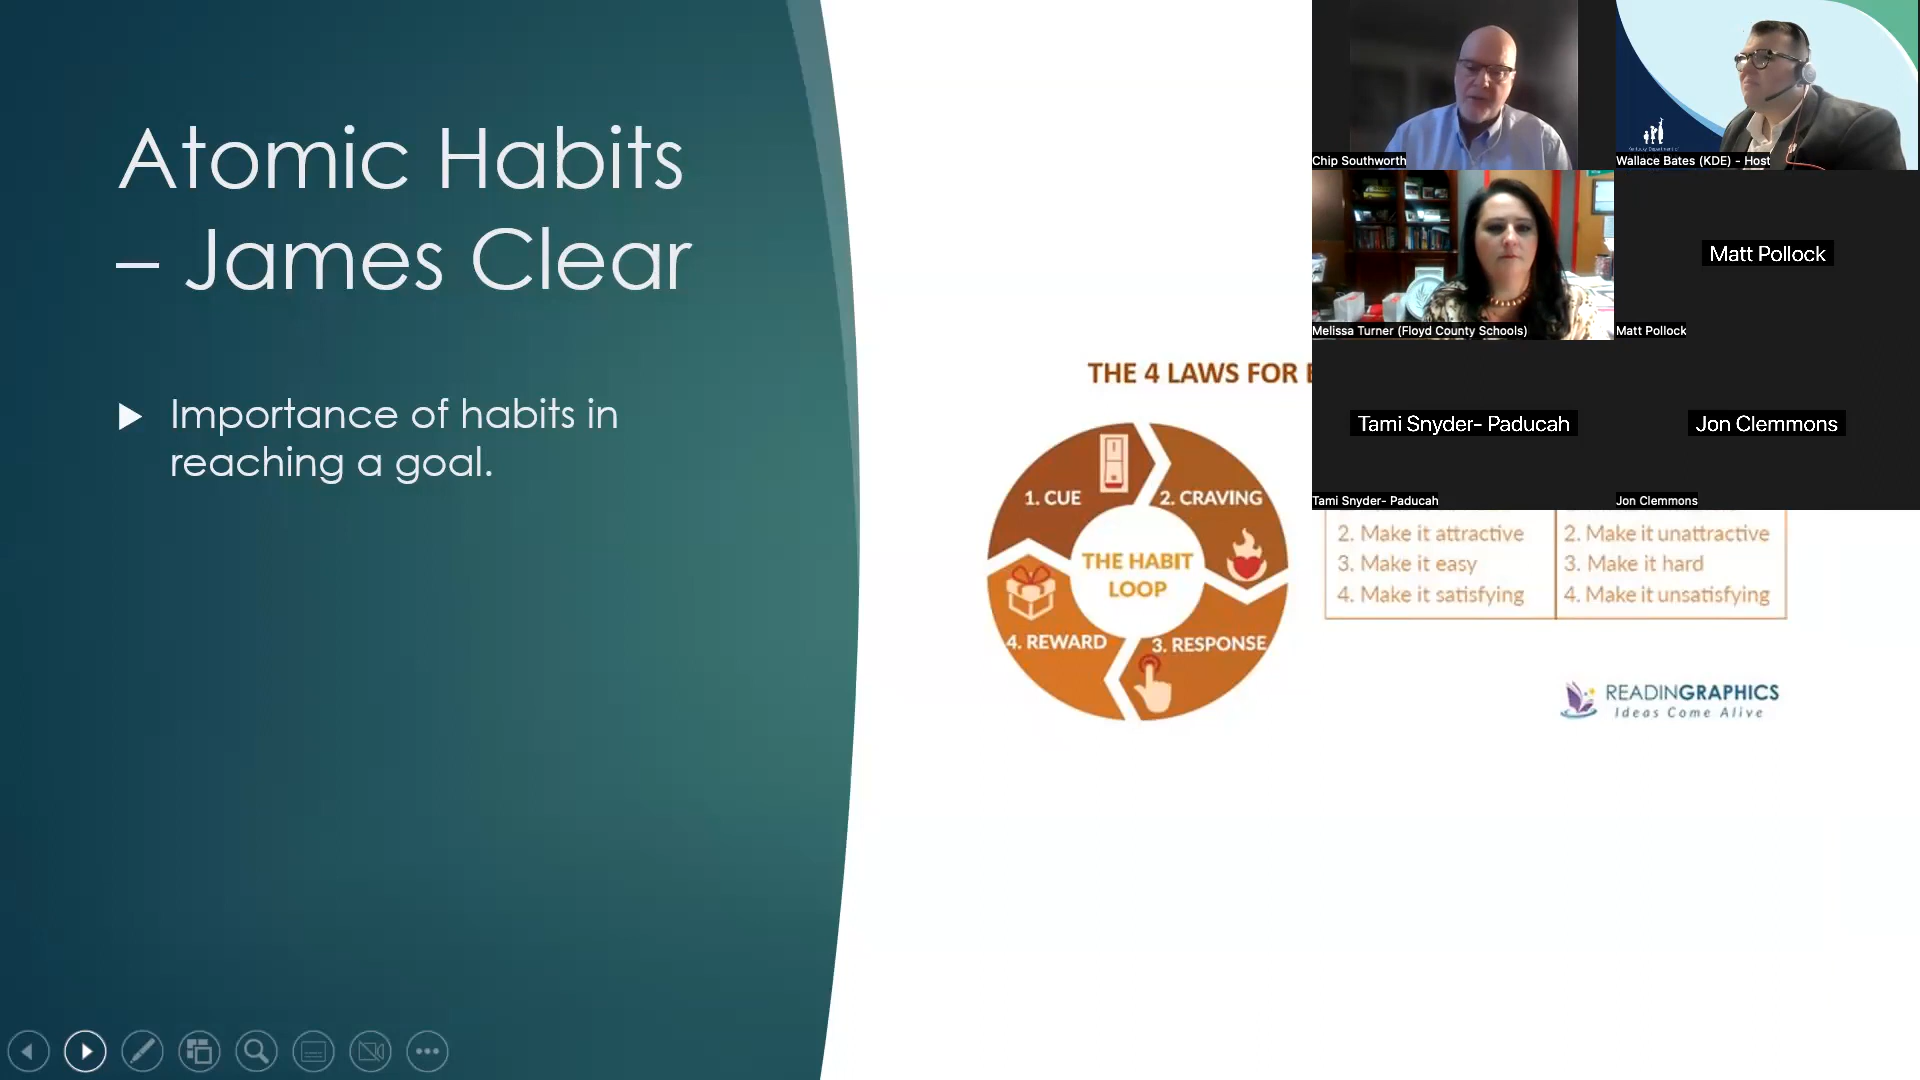 Atomic Habits
– James Clear
Importance of habits in
reaching a goal.
THE 4 LAWS FOR
1. CUE
2. CRAVING
THE HABIT
LOOP
4. REWARD
3. RESPONSE
2. Make it attractive
3. Make it easy
4. Make it satisfying
2. Make it unattractive
3. Make it hard
4. Make it unsatisfying
READINGRAPHICS
Ideas Come Alive
Chip Southworth
Wallace Bates (KDE) - Host
Melissa Turner (Floyd County Schools)
Matt Pollock
Matt Pollock
Tami Snyder- Paducah
Tami Snyder- Paducah
Jon Clemmons
Jon Clemmons